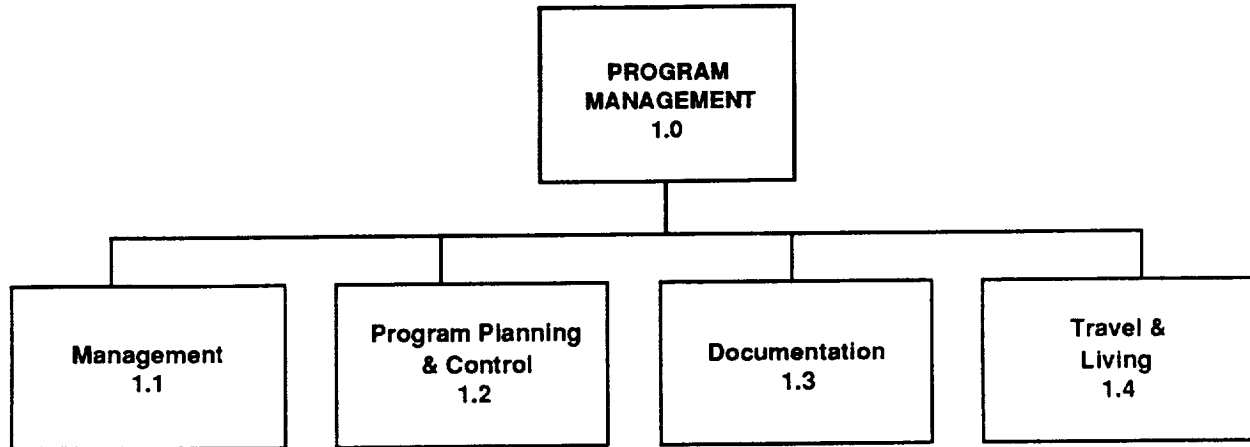 PROGRAM
MANAGEMENT
1.0
Management
1.1
Program Planning
& Control
1.2
Documentation
1.3
Travel &
Living
1.4